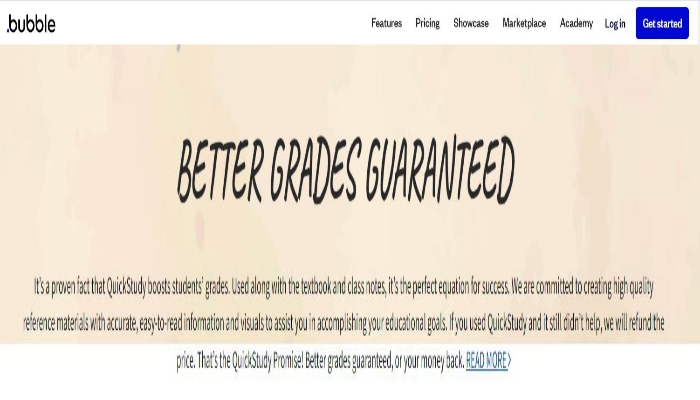 .bubble
Features Pricing Showcase Marketplace Academy Log in Get started
BETTER GRADES GUARANTEED
It's a proven fact that QuickStudy boosts students' grades. Used along with the textbook and class notes, it's the perfect equation for success. We are committed to creating high quality
reference materials with accurate, easy-to-read information and visuals to assist you in accomplishing your educational goals. If you used QuickStudy and it still didn't help, we will refund the
price. That's the QuickStudy Promise! Better grades guaranteed, or your money back. READ MORE>